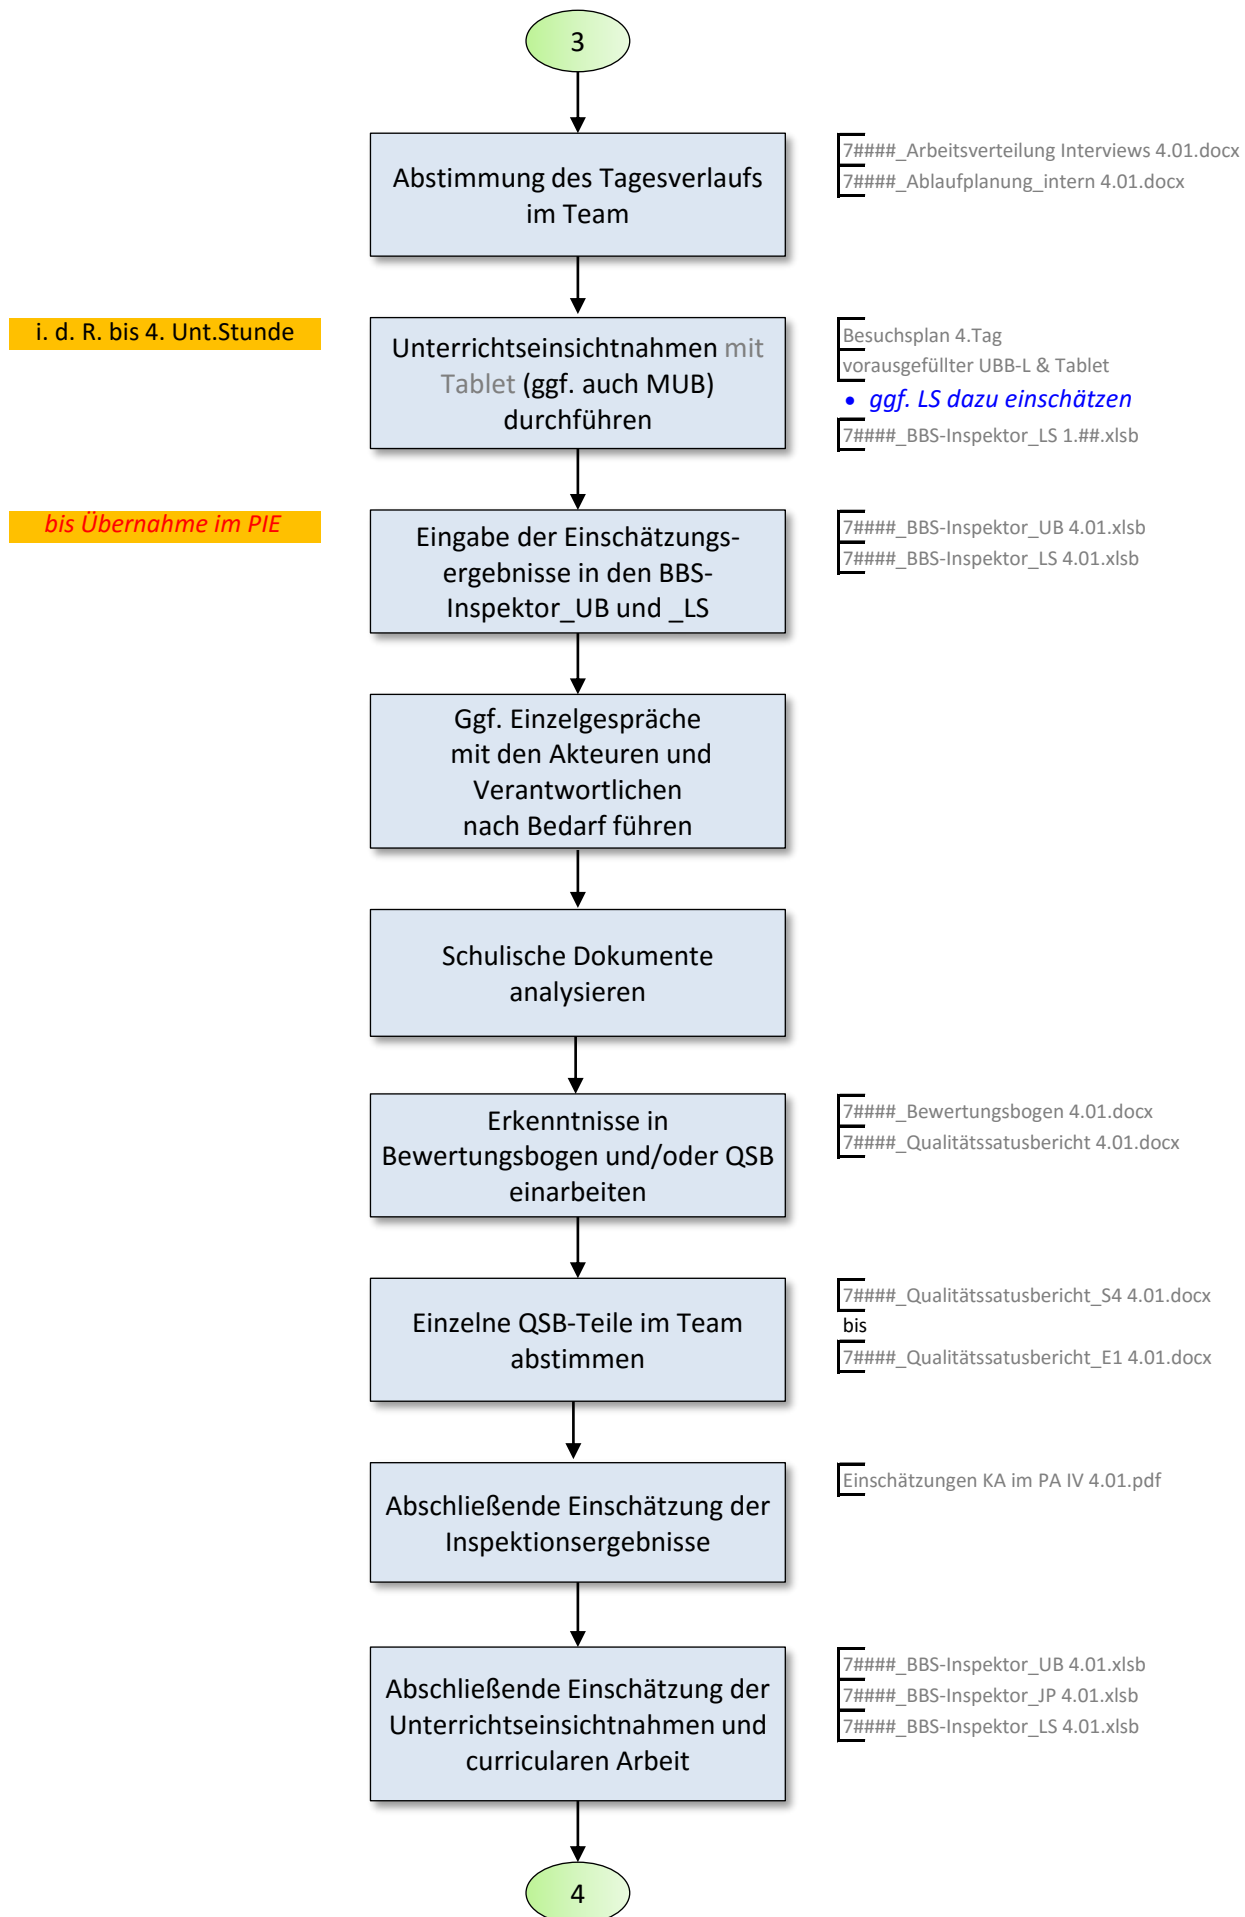 3
Abstimmung des Tagesverlaufs
im Team
7####_Arbeitsverteilung Interviews 4.01.docx
7####_Ablaufplanung_intern 4.01.docx
i. d. R. bis 4. Unt.Stunde
Unterrichtseinsichtnahmen mit
Tablet (ggf. auch MUB)
durchführen
Besuchsplan 4.Tag
vorausgefüllter UBB-L & Tablet
• ggf. LS dazu einschätzen
7####_BBS-Inspektor_LS 1.##.xlsb
bis Übernahme im PIE
Eingabe der Einschätzungs-
ergebnisse in den BBS-
Inspektor_UB und _LS
7####_BBS-Inspektor_UB 4.01.xlsb
7####_BBS-Inspektor_LS 4.01.xlsb
Ggf. Einzelgespräche
mit den Akteuren und
Verantwortlichen
nach Bedarf führen
Schulische Dokumente
analysieren
Erkenntnisse in
Bewertungsbogen und/oder QSB
einarbeiten
7####_Bewertungsbogen 4.01.docx
7####_Qualitätssatusbericht 4.01.docx
Einzelne QSB-Teile im Team
abstimmen
7####_Qualitätssatusbericht_S4 4.01.docx
bis
7####_Qualitätssatusbericht_E1 4.01.docx
Abschließende Einschätzung der
Inspektionsergebnisse
Einschätzungen KA im PA IV 4.01.pdf
Abschließende Einschätzung der
Unterrichtseinsichtnahmen und
curricularen Arbeit
7####_BBS-Inspektor_UB 4.01.xlsb
7####_BBS-Inspektor_JP 4.01.xlsb
7####_BBS-Inspektor_LS 4.01.xlsb
4